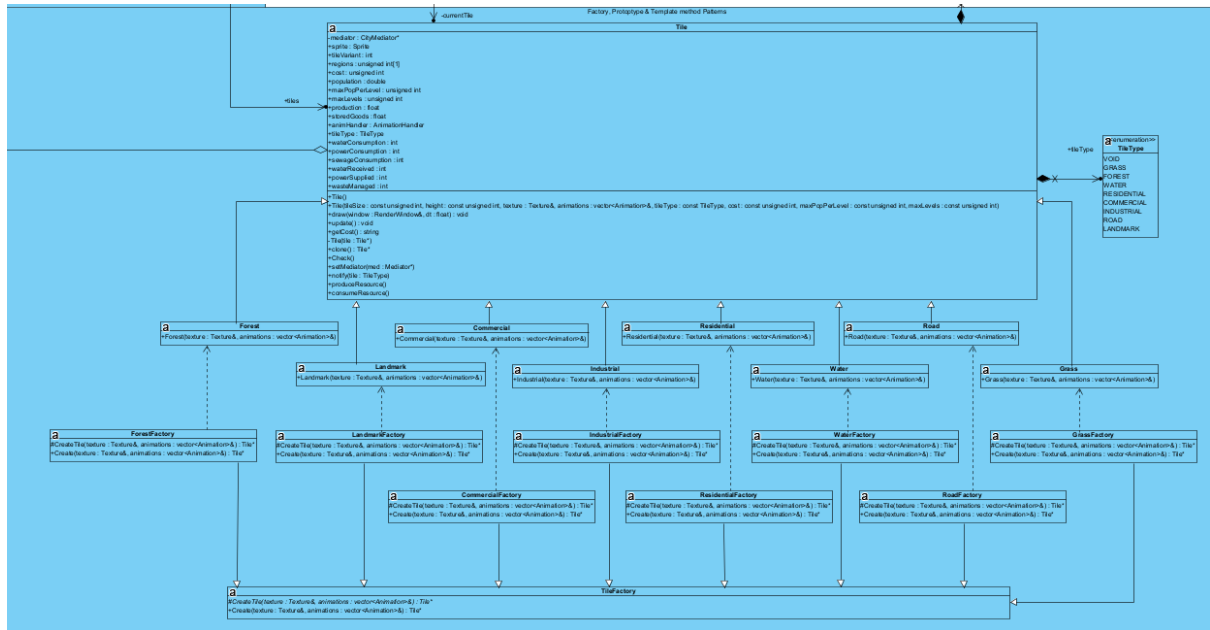 Factory, Protoptype & Template method Patterns
-currentTile
a
Tile
-mediator : CityMediator*
+sprite : Sprite
+tileVariant : int
+regions : unsigned int[1]
+cost : unsigned int
+population : double
+maxPopPerLevel : unsigned int
+maxLevels : unsigned int
+production : float
+storedGoods : float
+animHandler : AnimationHandler
+tileType : TileType
+waterConsumption : int
+powerConsumption : int
+sewageConsumption : int
+waterReceived : int
+powerSupplied : int
+wasteManaged : int
+Tile()
+Tile(tileSize : const unsigned int, height : const unsigned int, texture : Texture&, animations : vector<Animation>&, tileType : const TileType, cost : const unsigned int, maxPopPerLevel : const unsigned int, maxLevels : const unsigned int)
+draw(window : RenderWindow&, dt : float) : void
+update() : void
+getCost() : string
-Tile(tile : Tile*)
+clone() : Tile*
+Check()
+setMediator(med : Mediator*)
+notify(tile : TileType)
+produceResource()
+consumeResource()
+tiles
+tileType
a
<<enumeration>>
TileType
VOID
GRASS
FOREST
WATER
RESIDENTIAL
COMMERCIAL
INDUSTRIAL
ROAD
LANDMARK
a
Forest
+Forest(texture : Texture&, animations : vector<Animation>&)
a
Commercial
+Commercial(texture : Texture&, animations : vector<Animation>&)
a
Residential
+Residential(texture : Texture&, animations : vector<Animation>&)
a
Road
+Road(texture : Texture&, animations : vector<Animation>&)
a
Landmark
+Landmark(texture : Texture&, animations : vector<Animation>&)
a
Industrial
+Industrial(texture : Texture&, animations : vector<Animation>&)
a
Water
+Water(texture : Texture&, animations : vector<Animation>&)
a
Grass
+Grass(texture : Texture&, animations : vector<Animation>&)
a
ForestFactory
#CreateTile(texture : Texture&, animations : vector<Animation>&) : Tile*
+Create(texture : Texture&, animations : vector<Animation>&) : Tile*
a
LandmarkFactory
#CreateTile(texture : Texture&, animations : vector<Animation>&) : Tile*
+Create(texture : Texture&, animations : vector<Animation>&) : Tile*
a
IndustrialFactory
#CreateTile(texture : Texture&, animations : vector<Animation>&) : Tile*
+Create(texture : Texture&, animations : vector<Animation>&) : Tile*
a
WaterFactory
#CreateTile(texture : Texture&, animations : vector<Animation>&) : Tile*
+Create(texture : Texture&, animations : vector<Animation>&) : Tile*
a
GrassFactory
#CreateTile(texture : Texture&, animations : vector<Animation>&) : Tile*
+Create(texture : Texture&, animations : vector<Animation>&) : Tile*
a
CommercialFactory
#CreateTile(texture : Texture&, animations : vector<Animation>&) : Tile*
+Create(texture : Texture&, animations : vector<Animation>&) : Tile*
a
ResidentialFactory
#CreateTile(texture : Texture&, animations : vector<Animation>&) : Tile*
+Create(texture : Texture&, animations : vector<Animation>&) : Tile*
a
RoadFactory
#CreateTile(texture : Texture&, animations : vector<Animation>&) : Tile*
+Create(texture : Texture&, animations : vector<Animation>&) : Tile*
a
TileFactory
#CreateTile(texture : Texture&, animations : vector<Animation>&) : Tile*
+Create(texture : Texture&, animations : vector<Animation>&) : Tile*